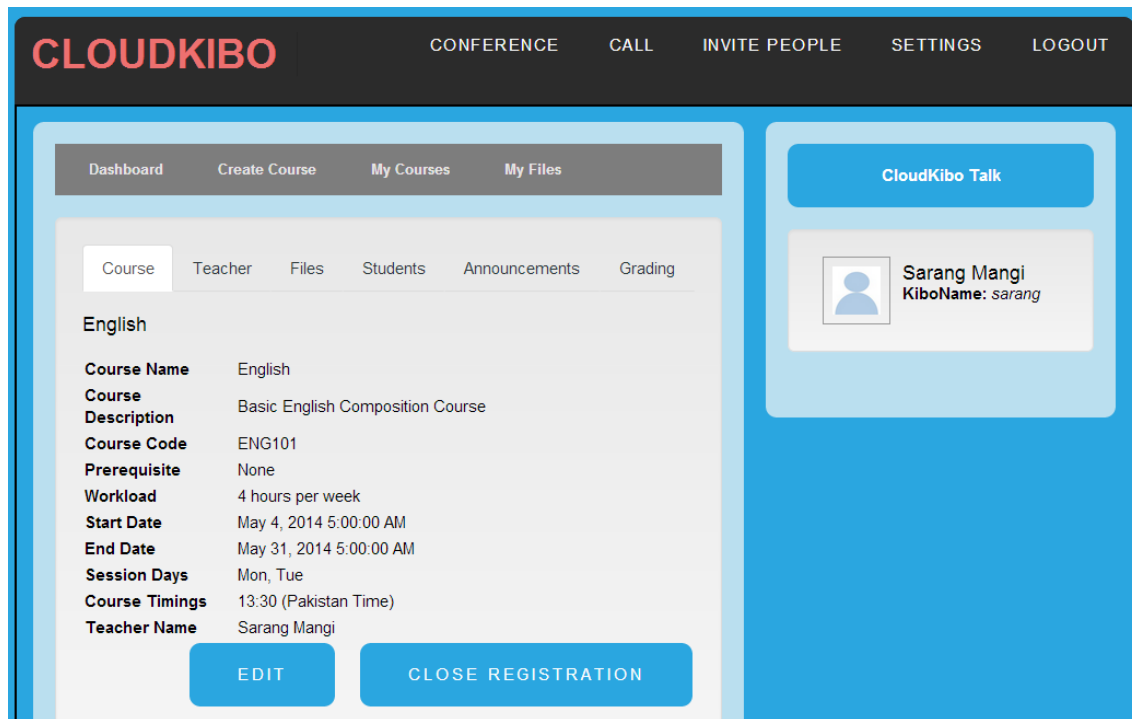 CLOUDKIBO CONFERENCE CALL INVITE PEOPLE SETTINGS LOGOUT
Dashboard Create Course My Courses My Files
Course Teacher Files Students Announcements Grading
English
Course Name English
Course
Description Basic English Composition Course
Course Code ENG101
Prerequisite None
Workload 4 hours per week
Start Date May 4, 2014 5:00:00 AM
End Date May 31, 2014 5:00:00 AM
Session Days Mon, Tue
Course Timings 13:30 (Pakistan Time)
Teacher Name Sarang Mangi
EDIT CLOSE REGISTRATION
CloudKibo Talk
Sarang Mangi
KiboName: sarang